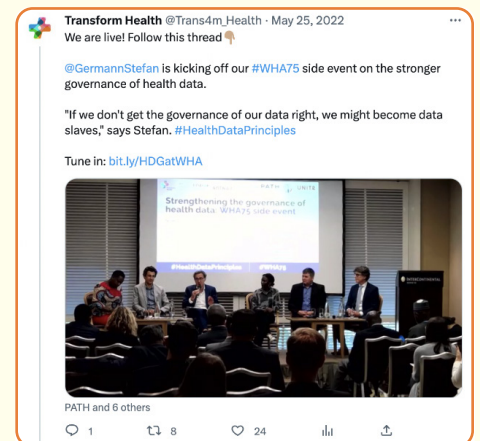 Transform Health @Trans4m_Health · May 25, 2022
We are live! Follow this thread👇🏽
@GermannStefan is kicking off our #WHA75 side event on the stronger
governance of health data.
"If we don't get the governance of our data right, we might become data
slaves," says Stefan. #HealthDataPrinciples
Tune in: bit.ly/HDGatWHA
PATH UNITE
Strengthening the governance of
health data: WHA75 side event
#HealthDataPrinciples #WHA75
INTERCONTINENTAL
PATH and 6 others
1 8 24